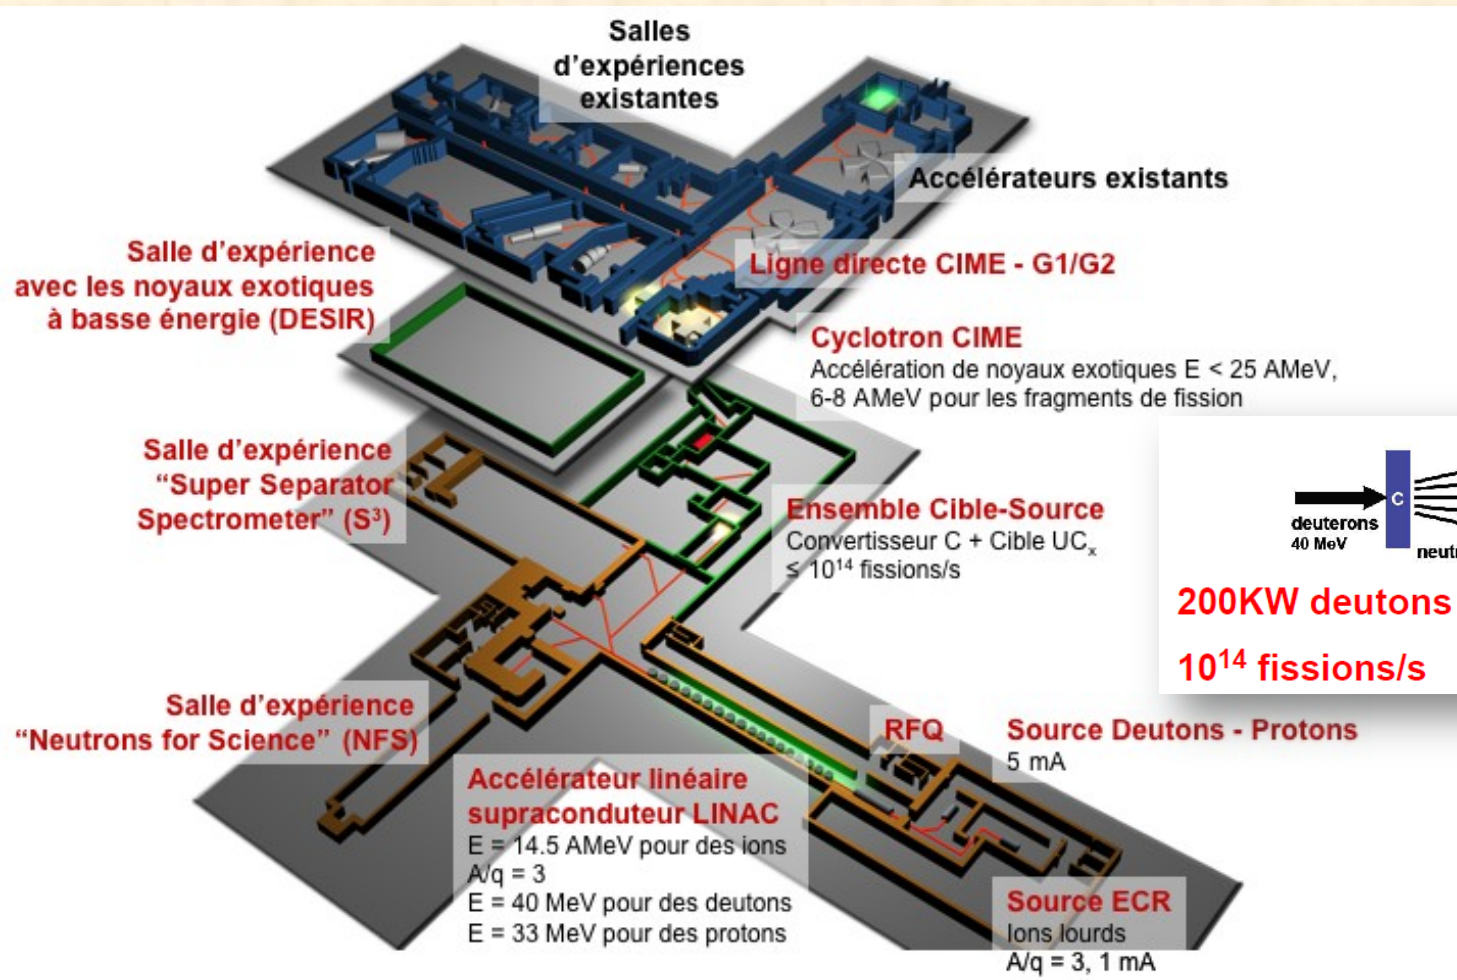 Salles
d'expériences
existantes
Accélérateurs existants
Salle d'expérience
avec les noyaux exotiques
à basse énergie (DESIR)
Ligne directe CIME - G1/G2
Cyclotron CIME
Accélération de noyaux exotiques E < 25 AMeV,
6-8 AMeV pour les fragments de fission
Salle d'expérience
“Super Separator
Spectrometer” (S³)
Ensemble Cible-Source
Convertisseur C + Cible UCₓ
≤ 10¹⁴ fissions/s
C
deuterons
40 MeV
200KW deutons
10¹⁴ fissions/s
Salle d'expérience
“Neutrons for Science” (NFS)
RFQ
Source Deutons - Protons
5 mA
Accélérateur linéaire
supraconduteur LINAC
E = 14.5 AMeV pour des ions
A/q = 3
E = 40 MeV pour des deutons
E = 33 MeV pour des protons
Source ECR
Ions lourds
A/q = 3, 1 mA